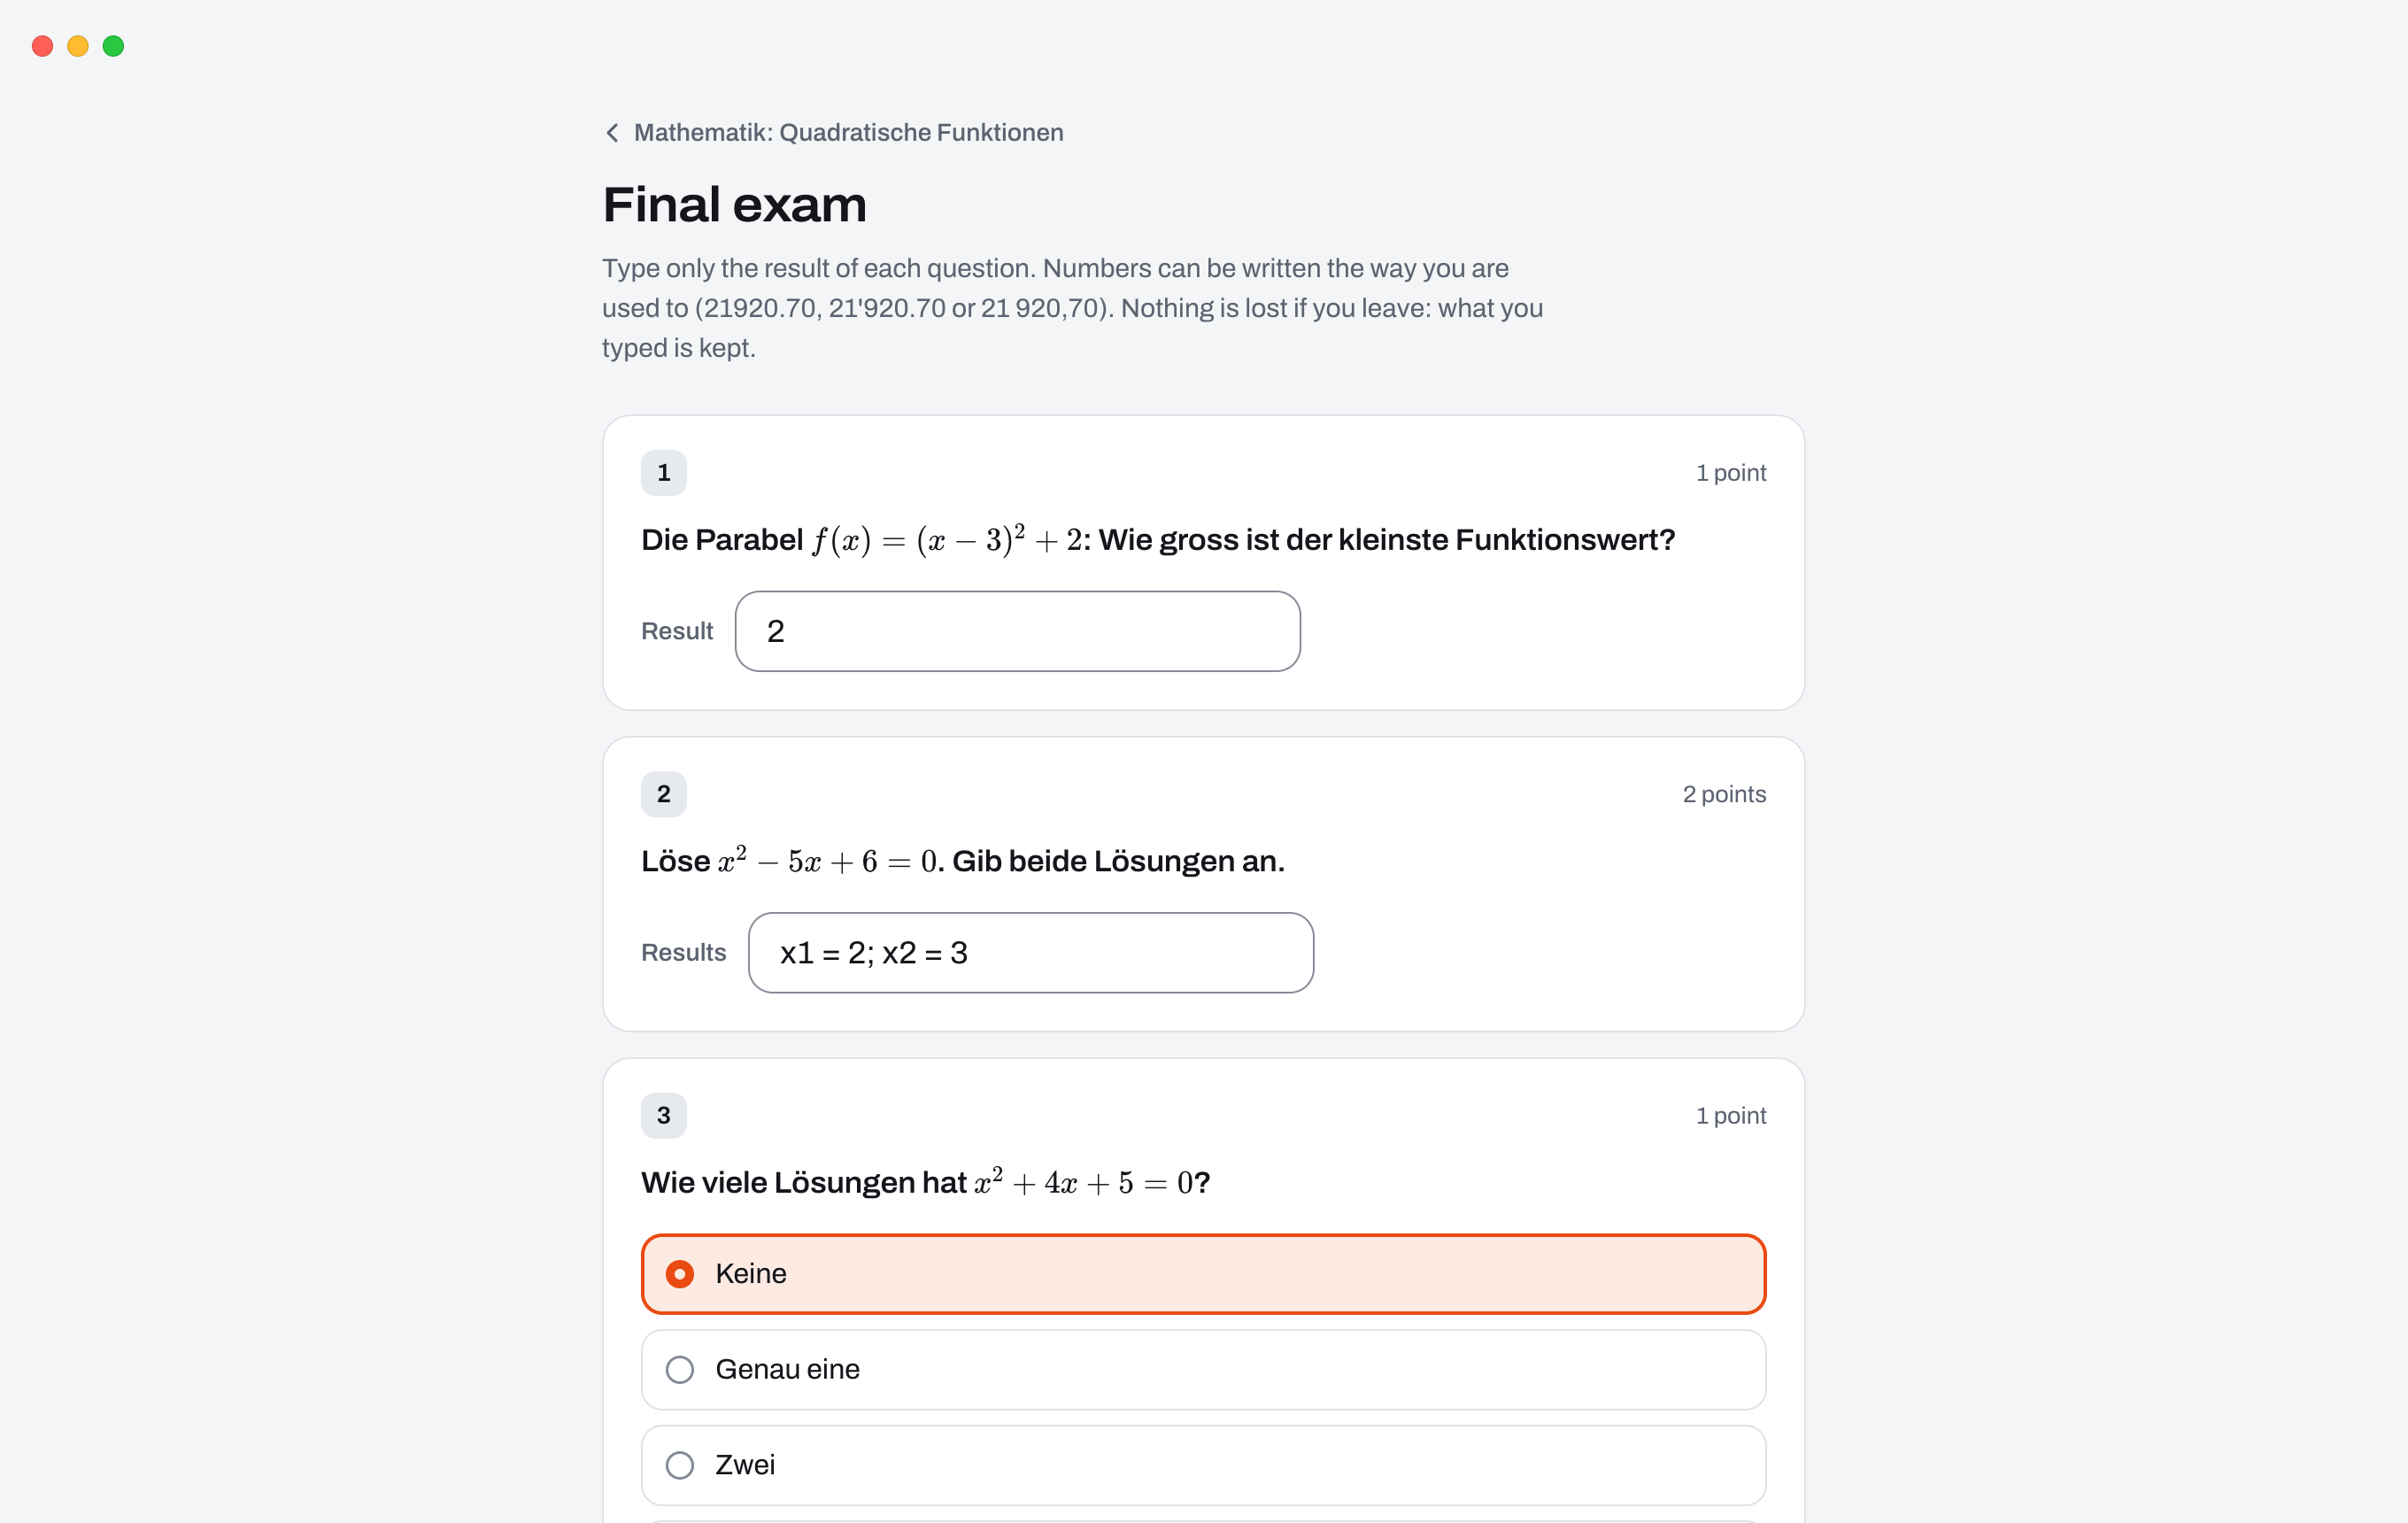 Mathematik: Quadratische Funktionen
Final exam
Type only the result of each question. Numbers can be written the way you are
used to (21920.70, 21'920.70 or 21 920,70). Nothing is lost if you leave: what you
typed is kept.
1
1 point
Die Parabel f(x) = (x − 3)² + 2: Wie gross ist der kleinste Funktionswert?
Result
2
2
2 points
Löse x² − 5x + 6 = 0. Gib beide Lösungen an.
Results
x1 = 2; x2 = 3
3
1 point
Wie viele Lösungen hat x² + 4x + 5 = 0?
Keine
Genau eine
Zwei